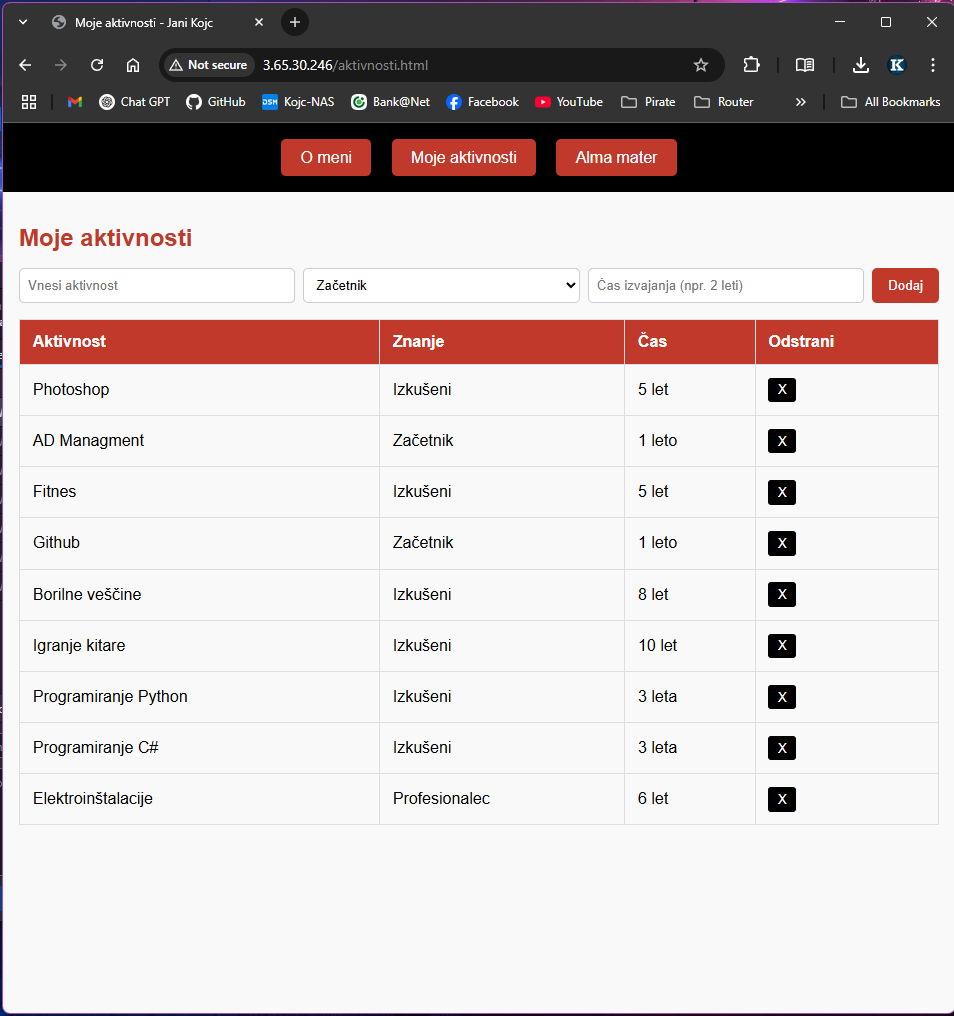 Moje aktivnosti - Jani Kojc
Not secure 3.65.30.246/aktivnosti.html
Chat GPT GitHub DSM Kojc-NAS Bank@Net Facebook YouTube Pirate Router » All Bookmarks
O meni Moje aktivnosti Alma mater
Moje aktivnosti
Vnesi aktivnost Začetnik Čas izvajanja (npr. 2 leti) Dodaj
Aktivnost Znanje Čas Odstrani
Photoshop Izkušeni 5 let X
AD Managment Začetnik 1 leto X
Fitnes Izkušeni 5 let X
Github Začetnik 1 leto X
Borilne veščine Izkušeni 8 let X
Igranje kitare Izkušeni 10 let X
Programiranje Python Izkušeni 3 leta X
Programiranje C# Izkušeni 3 leta X
Elektroinštalacije Profesionalec 6 let X